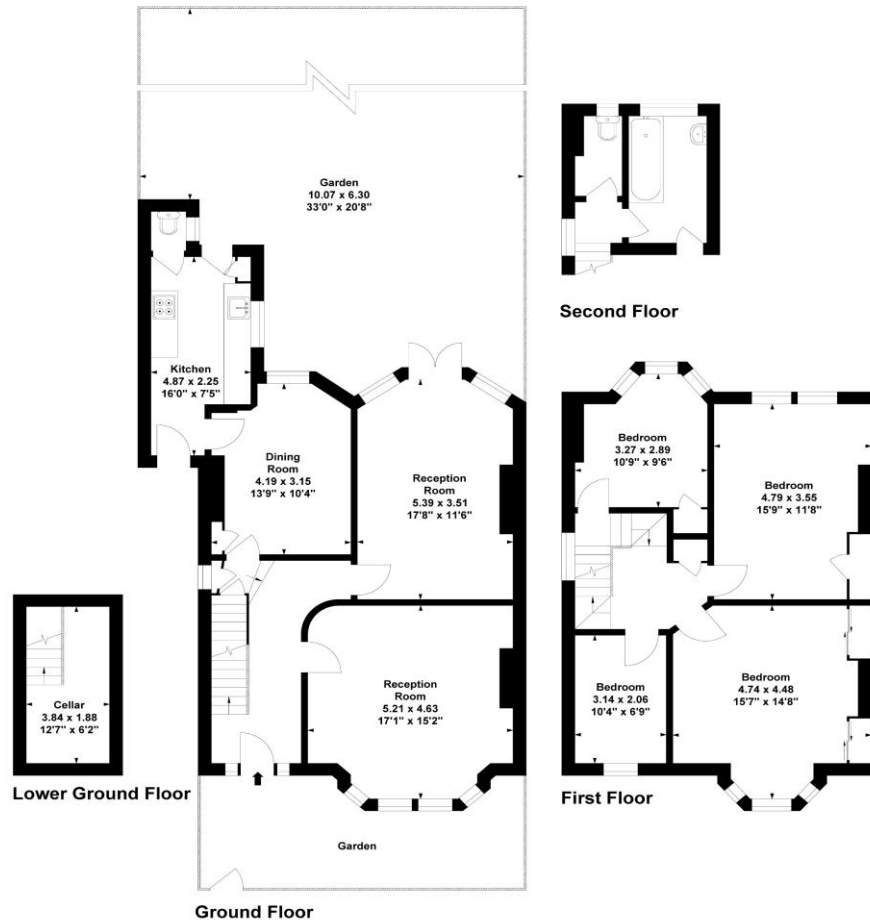 Garden
10.07 x 6.30
33'0" x 20'8"
Second Floor
Kitchen
4.87 x 2.25
16'0" x 7'5"
Dining
Room
4.19 x 3.15
13'9" x 10'4"
Reception
Room
5.39 x 3.51
17'8" x 11'6"
Bedroom
3.27 x 2.89
10'9" x 9'6"
Bedroom
4.79 x 3.55
15'9" x 11'8"
Cellar
3.84 x 1.88
12'7" x 6'2"
Lower Ground Floor
Reception
Room
5.21 x 4.63
17'1" x 15'2"
Bedroom
3.14 x 2.06
10'4" x 6'9"
Bedroom
4.74 x 4.48
15'7" x 14'8"
First Floor
Garden
Ground Floor